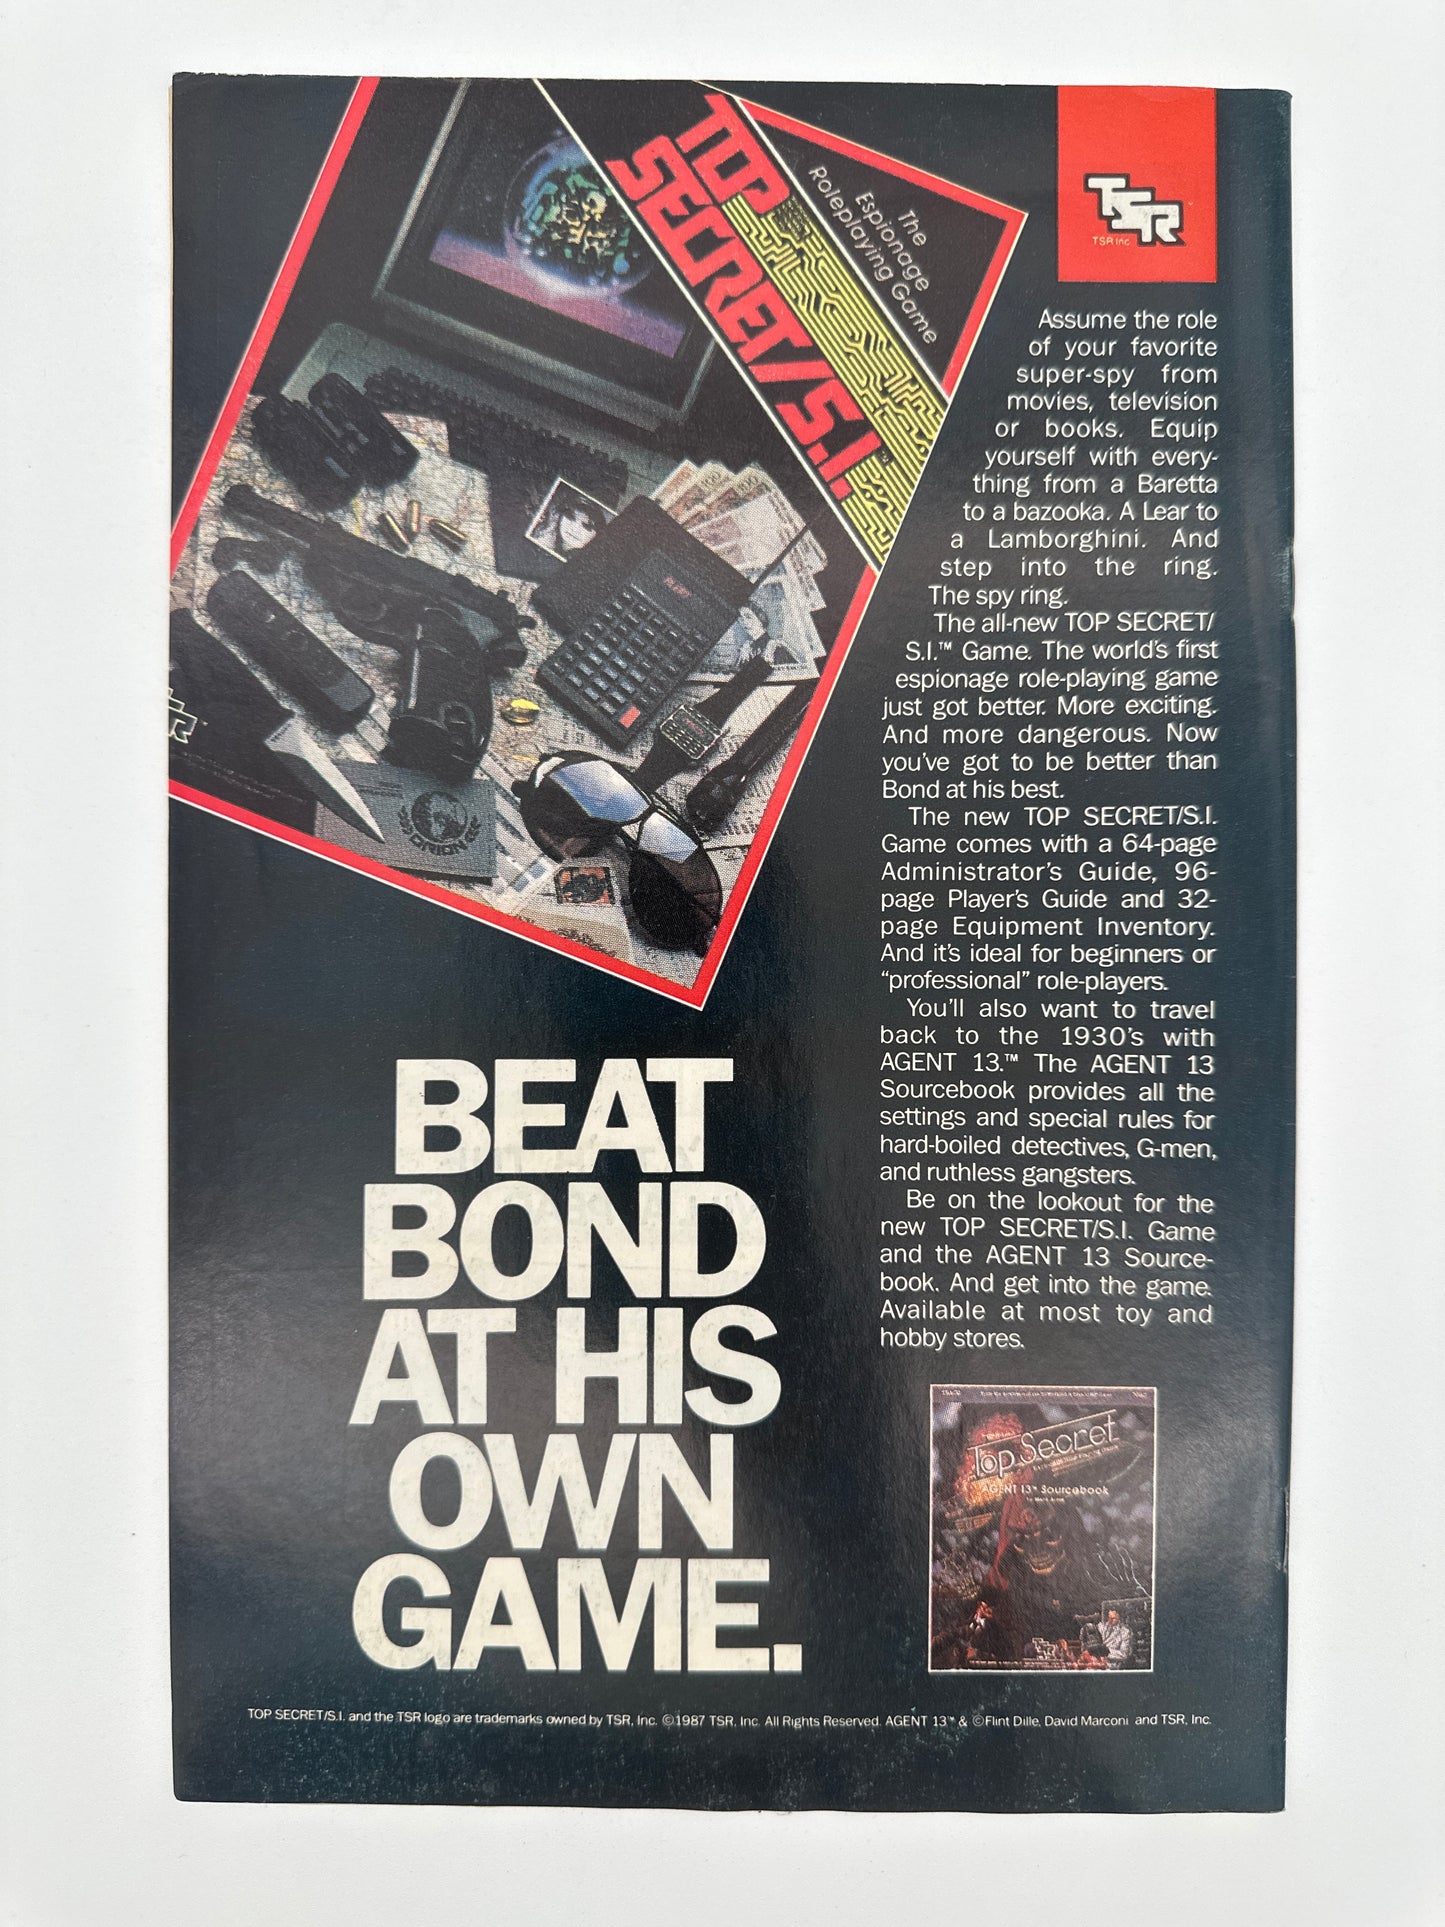 TOP
SECRET/S.I.™
The
Espionage
Roleplaying Game
TSR
TSR Inc.
ORION
Assume the role
of your favorite
super-spy from
movies, television
or books. Equip
yourself with every-
thing from a Baretta
to a bazooka. A Lear to
a Lamborghini. And
step into the ring.
The spy ring.
The all-new TOP SECRET/
S.I.™ Game. The world's first
espionage role-playing game
just got better. More exciting.
And more dangerous. Now
you've got to be better than
Bond at his best.
The new TOP SECRET/S.I.
Game comes with a 64-page
Administrator's Guide, 96-
page Player's Guide and 32-
page Equipment Inventory.
And it's ideal for beginners or
"professional" role-players.
You'll also want to travel
back to the 1930's with
AGENT 13.™ The AGENT 13
Sourcebook provides all the
settings and special rules for
hard-boiled detectives, G-men,
and ruthless gangsters.
Be on the lookout for the
new TOP SECRET/S.I. Game
and the AGENT 13 Source-
book. And get into the game.
Available at most toy and
hobby stores.
BEAT
BOND
AT HIS
OWN
GAME.
Top Secret
AGENT 13™ Sourcebook
TSR
TOP SECRET/S.I. and the TSR logo are trademarks owned by TSR, Inc. ©1987 TSR, Inc. All Rights Reserved. AGENT 13™ & ©Flint Dille, David Marconi and TSR, Inc.